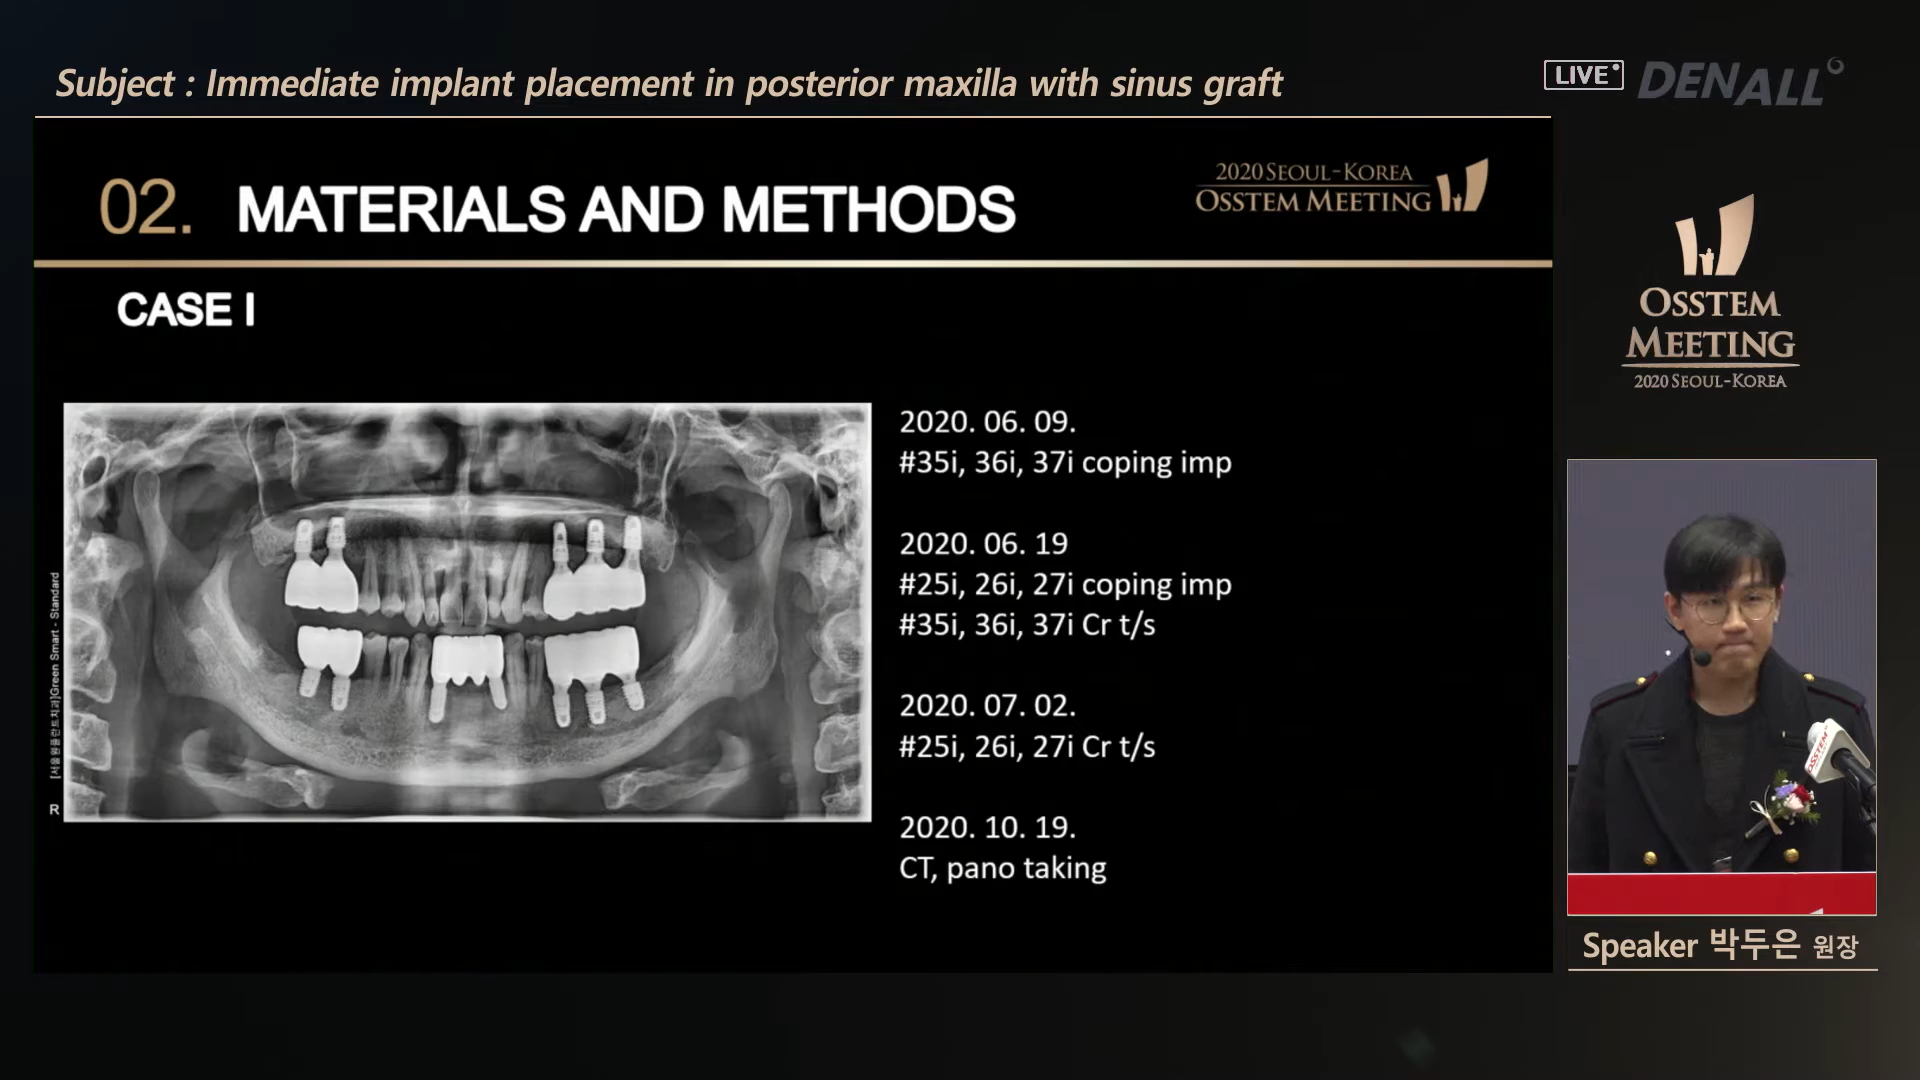 Subject : Immediate implant placement in posterior maxilla with sinus graft
LIVE
DENALL
02. MATERIALS AND METHODS
2020 SEOUL-KOREA
OSSTEM MEETING
CASE I
2020. 06. 09.
#35i, 36i, 37i coping imp
2020. 06. 19
#25i, 26i, 27i coping imp
#35i, 36i, 37i Cr t/s
2020. 07. 02.
#25i, 26i, 27i Cr t/s
2020. 10. 19.
CT, pano taking
[서울원플란트치과]Green Smart - Standard
R
OSSTEM
MEETING
2020 SEOUL-KOREA
OSSTEM
Speaker 박두은 원장